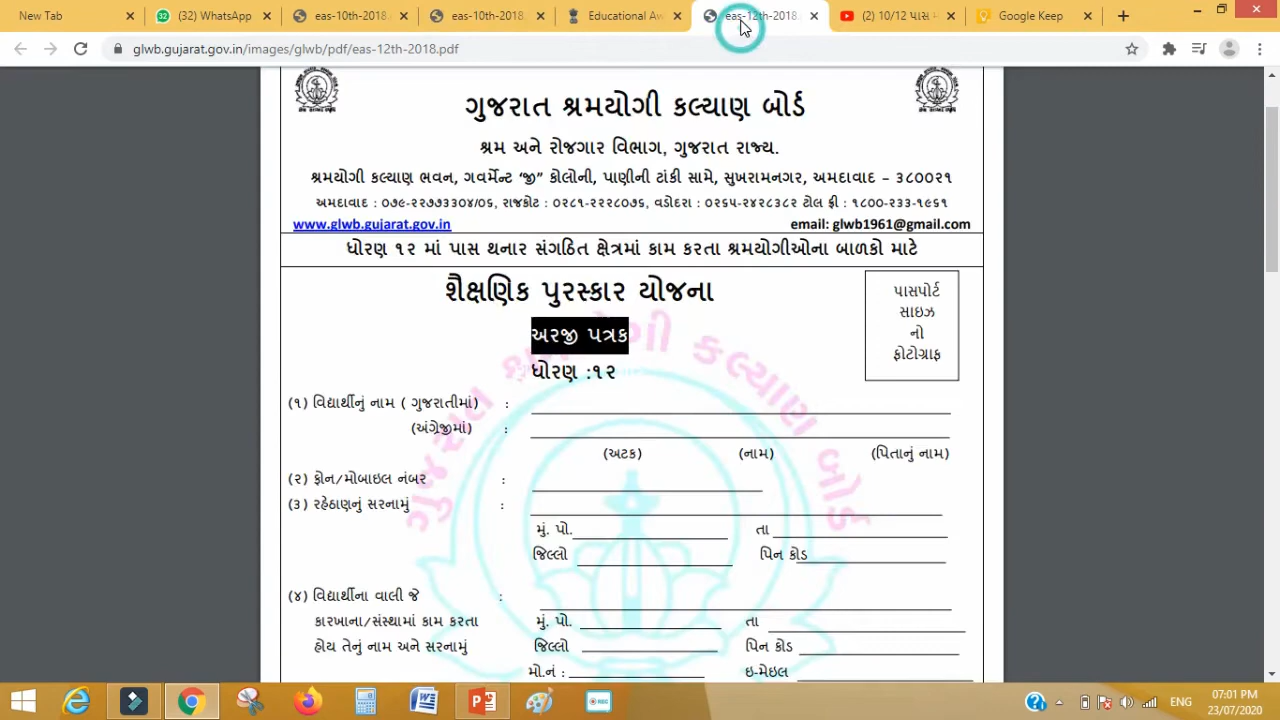 New Tab
(32) WhatsApp
eas-10th-2018.
eas-10th-2018.
Educational Aw
eas-12th-2018.
(2) 10/12 પાસ
Google Keep
glwb.gujarat.gov.in/images/glwb/pdf/eas-12th-2018.pdf
ગુજરાત શ્રમયોગી કલ્યાણ બોર્ડ
શ્રમ અને રોજગાર વિભાગ, ગુજરાત રાજ્ય.
શ્રમયોગી કલ્યાણ ભવન, ગવર્મેન્ટ “જી” કોલોની, પાણીની ટાંકી સામે, સુખરામનગર, અમદાવાદ – ૩૮૦૦૨૧
અમદાવાદ : ૦૭૯-૨૨૭૭૩૩૦૪/૦૬, રાજકોટ : ૦૨૮૧-૨૨૨૮૦૭૬, વડોદરા : ૦૨૬૫-૨૪૨૮૩૮૨ ટોલ ફ્રી : ૧૮૦૦-૨૩૩-૧૯૬૧
www.glwb.gujarat.gov.in email: glwb1961@gmail.com
ધોરણ ૧૨ માં પાસ થનાર સંગઠિત ક્ષેત્રમાં કામ કરતા શ્રમયોગીઓના બાળકો માટે
શૈક્ષણિક પુરસ્કાર યોજના
અરજી પત્રક
ધોરણ :૧૨
પાસપોર્ટ
સાઇઝ
નો
ફોટોગ્રાફ
(૧) વિદ્યાર્થીનું નામ ( ગુજરાતીમાં) :
(અંગ્રેજીમાં) :
(અટક) (નામ) (પિતાનું નામ)
(૨) ફોન/મોબાઇલ નંબર :
(૩) રહેઠાણનું સરનામું :
મું. પો. તા
જિલ્લો પિન કોડ
(૪) વિદ્યાર્થીના વાલી જે :
કારખાના/સંસ્થામાં કામ કરતા મું. પો. તા
હોય તેનું નામ અને સરનામું જિલ્લો પિન કોડ
મો.નં : ઇ-મેઇલ
ગુજરાત શ્રમયોગી કલ્યાણ બોર્ડ
ENG
07:01 PM
23/07/2020